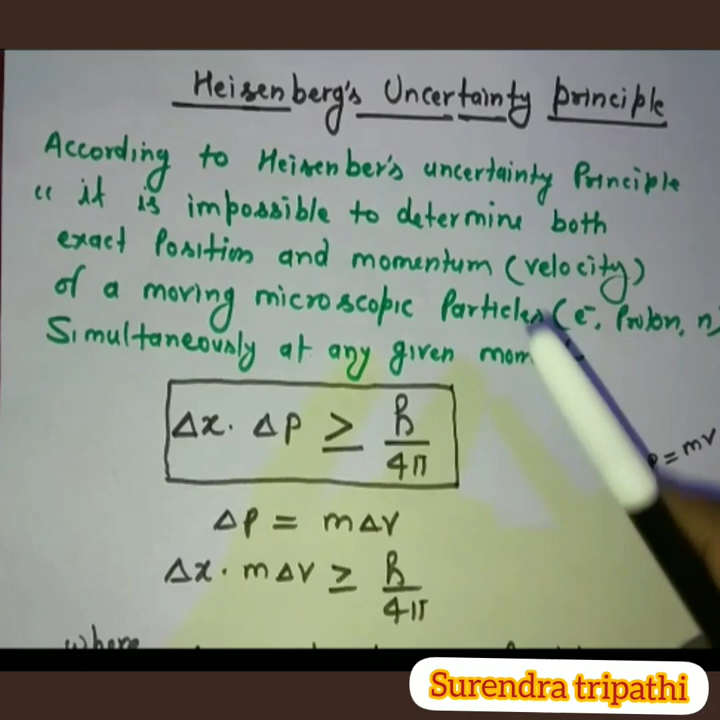 Heisenberg's Uncertainty Principle
According to Heisenber's uncertainty Principle
“ it is impossible to determine both
exact Position and momentum (velocity)
of a moving microscopic Particles (e⁻, Proton, n
Simultaneously at any given mom
Δx. Δp ≥ h/4π
p = mv
Δp = mΔv
Δx. mΔv ≥ h/4π
where
Surendra tripathi